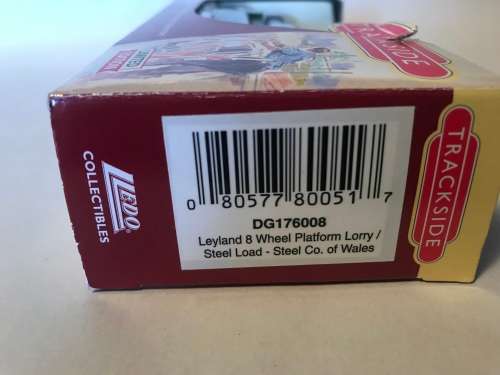 TRACKSIDE
LLEDO
COLLECTIBLES
0 80577 80051 7
DG176008
Leyland 8 Wheel Platform Lorry /
Steel Load - Steel Co. of Wales
TRACKSIDE